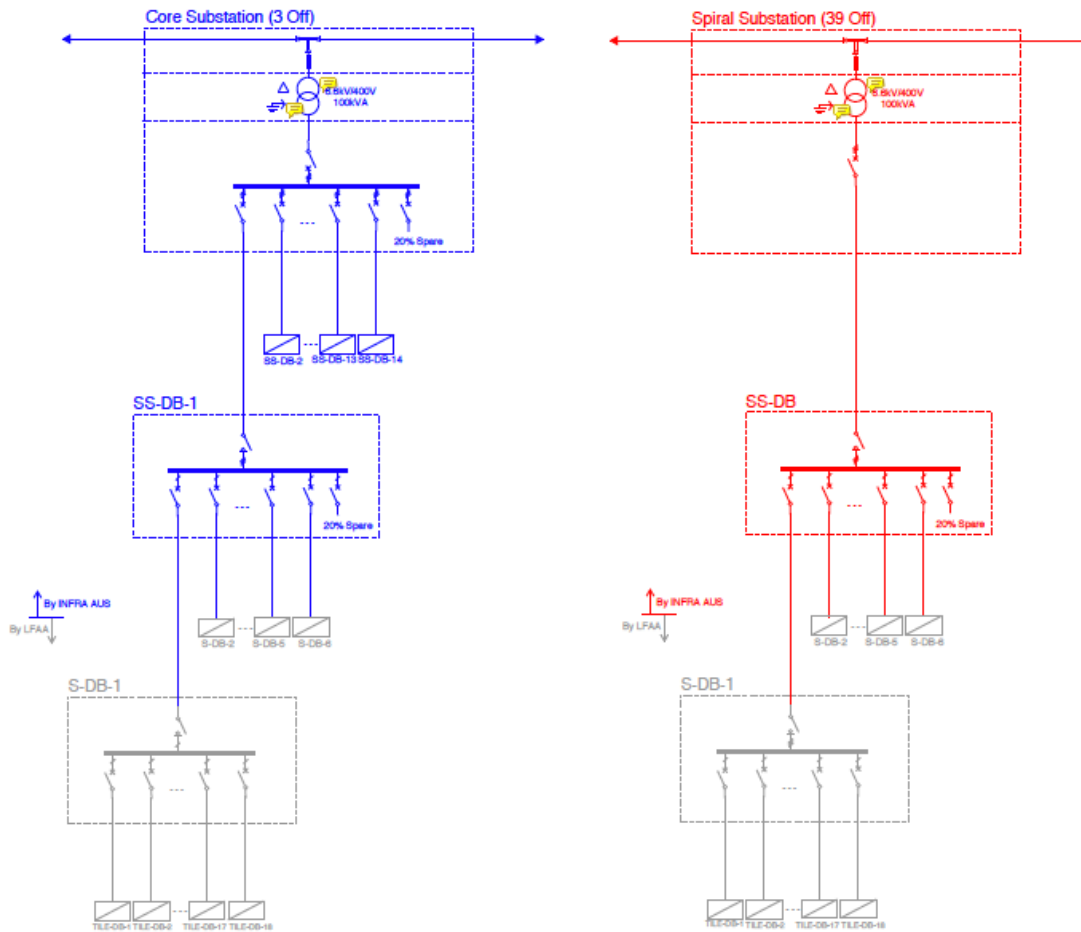 Core Substation (3 Off)
6.6kV/400V
100kVA
20% Spare
SS-DB-2
SS-DB-13
SS-DB-14
SS-DB-1
20% Spare
By INFRA AUS
By LFAA
S-DB-2
S-DB-5
S-DB-6
S-DB-1
TILE-DB-1
TILE-DB-2
TILE-DB-17
TILE-DB-18
Spiral Substation (39 Off)
6.6kV/400V
100kVA
SS-DB
20% Spare
By INFRA AUS
By LFAA
S-DB-2
S-DB-5
S-DB-6
S-DB-1
TILE-DB-1
TILE-DB-2
TILE-DB-17
TILE-DB-18